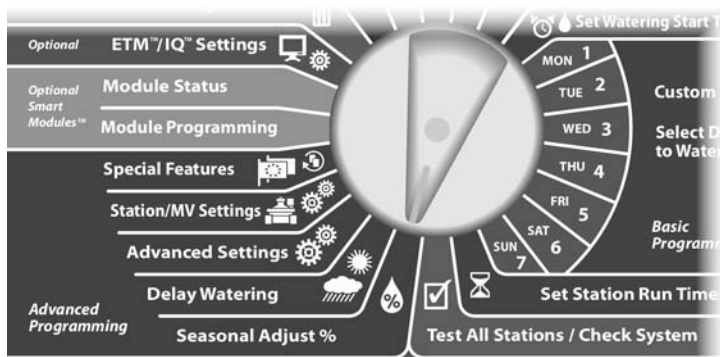 Optional
ETM™/IQ™ Settings
Optional
Smart
Modules™
Module Status
Module Programming
Special Features
Station/MV Settings
Advanced Settings
Delay Watering
Advanced
Programming
Seasonal Adjust %
%
Set Watering Start
MON 1
TUE 2
WED 3
THU 4
FRI 5
SAT 6
SUN 7
Custom
Select D
to Water
Basic
Programm
Set Station Run Time
Test All Stations / Check System